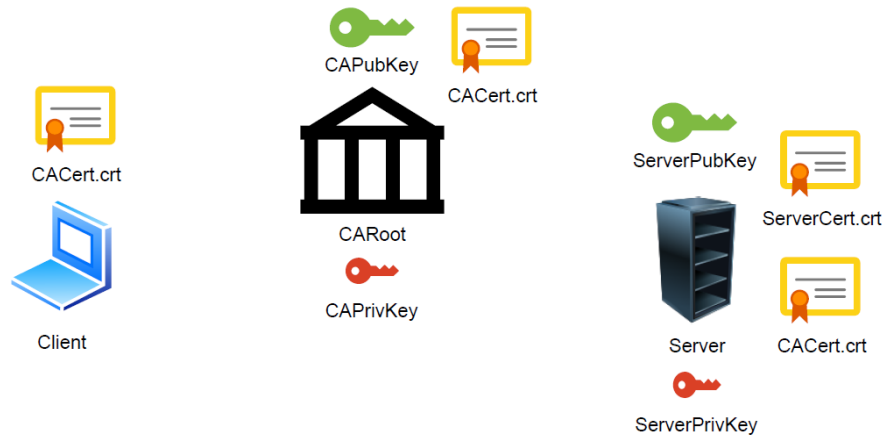 CAPubKey
CACert.crt
CACert.crt
ServerPubKey
ServerCert.crt
CARoot
CAPrivKey
Client
Server
CACert.crt
ServerPrivKey